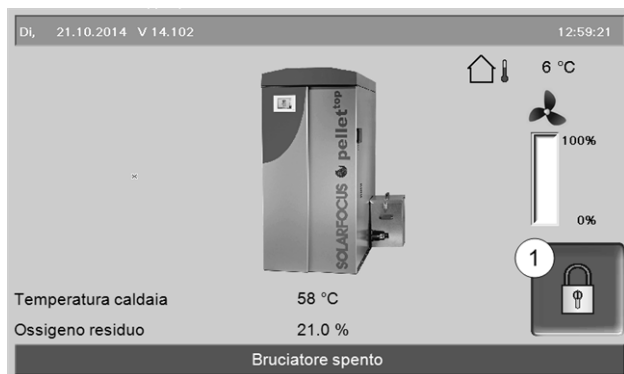 Di, 21.10.2014 V 14.102 12:59:21
6 °C
100%
0%
SOLARFOCUS pellet top
1
Temperatura caldaia 58 °C
Ossigeno residuo 21.0 %
Bruciatore spento